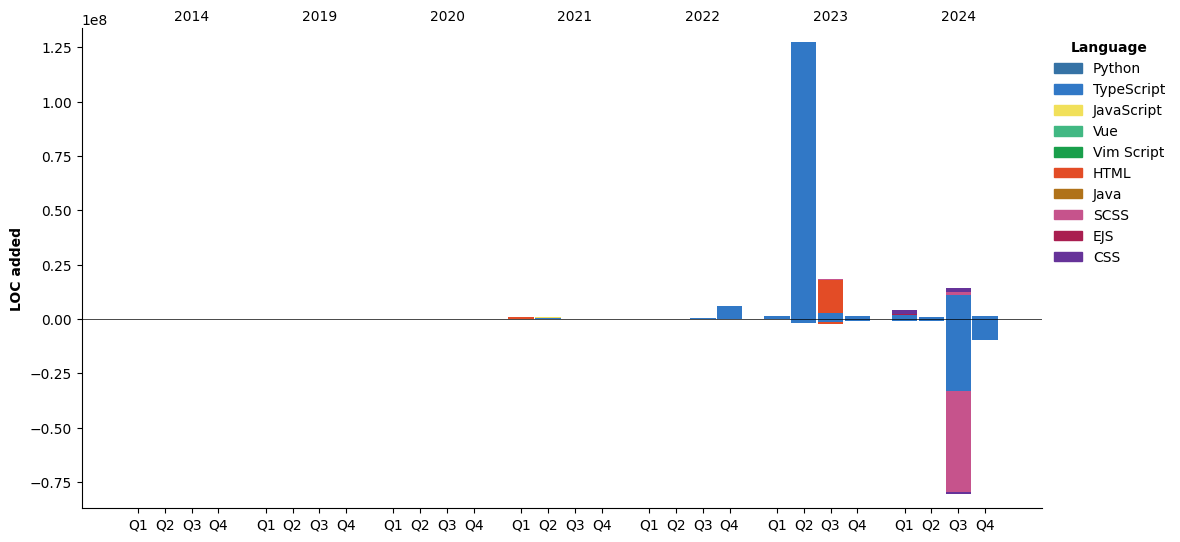 2014 2019 2020 2021 2022 2023 2024
1e8
Language
Python
TypeScript
JavaScript
Vue
Vim Script
HTML
Java
SCSS
EJS
CSS
LOC added
1.25
1.00
0.75
0.50
0.25
0.00
−0.25
−0.50
−0.75
Q1 Q2 Q3 Q4 Q1 Q2 Q3 Q4 Q1 Q2 Q3 Q4 Q1 Q2 Q3 Q4 Q1 Q2 Q3 Q4 Q1 Q2 Q3 Q4 Q1 Q2 Q3 Q4